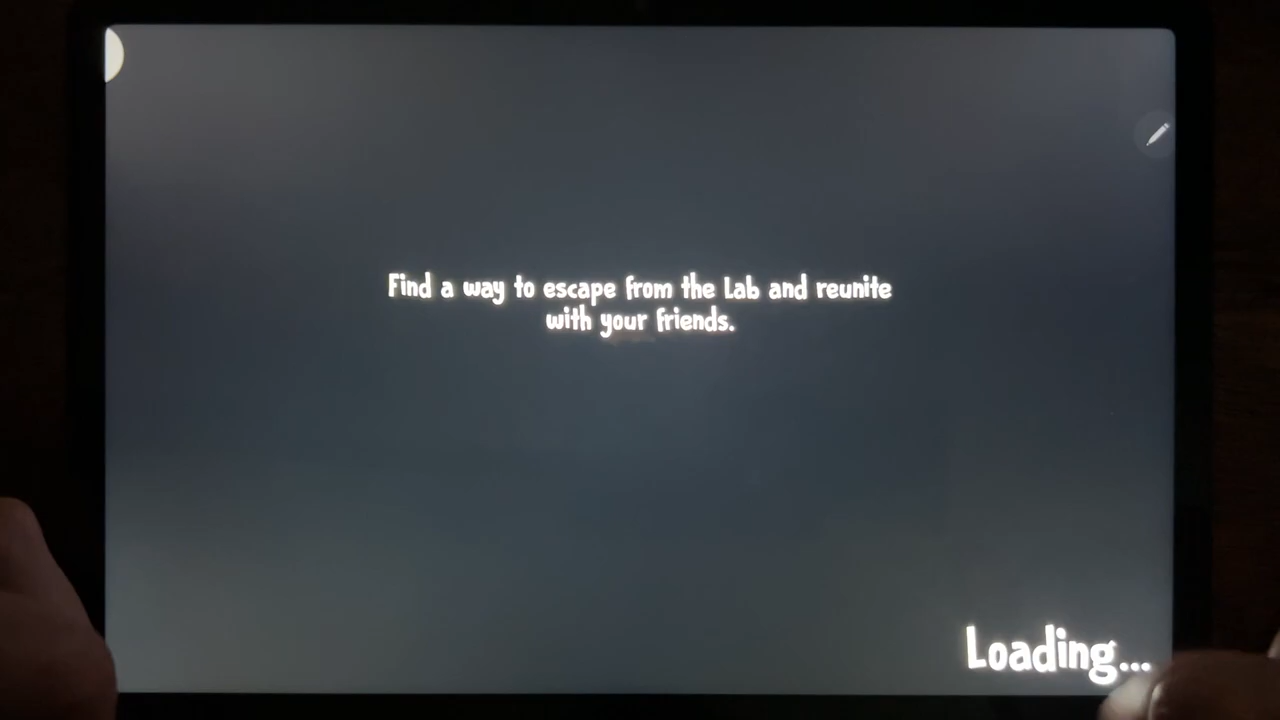 Find a way to escape from the Lab and reunite
with your friends.
Loading...